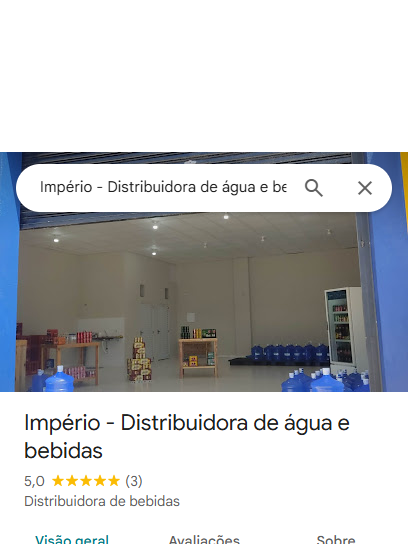 Império - Distribuidora de água e be
Império - Distribuidora de água e
bebidas
5,0 ★★★★★ (3)
Distribuidora de bebidas
Visão geral Avaliações Sobre